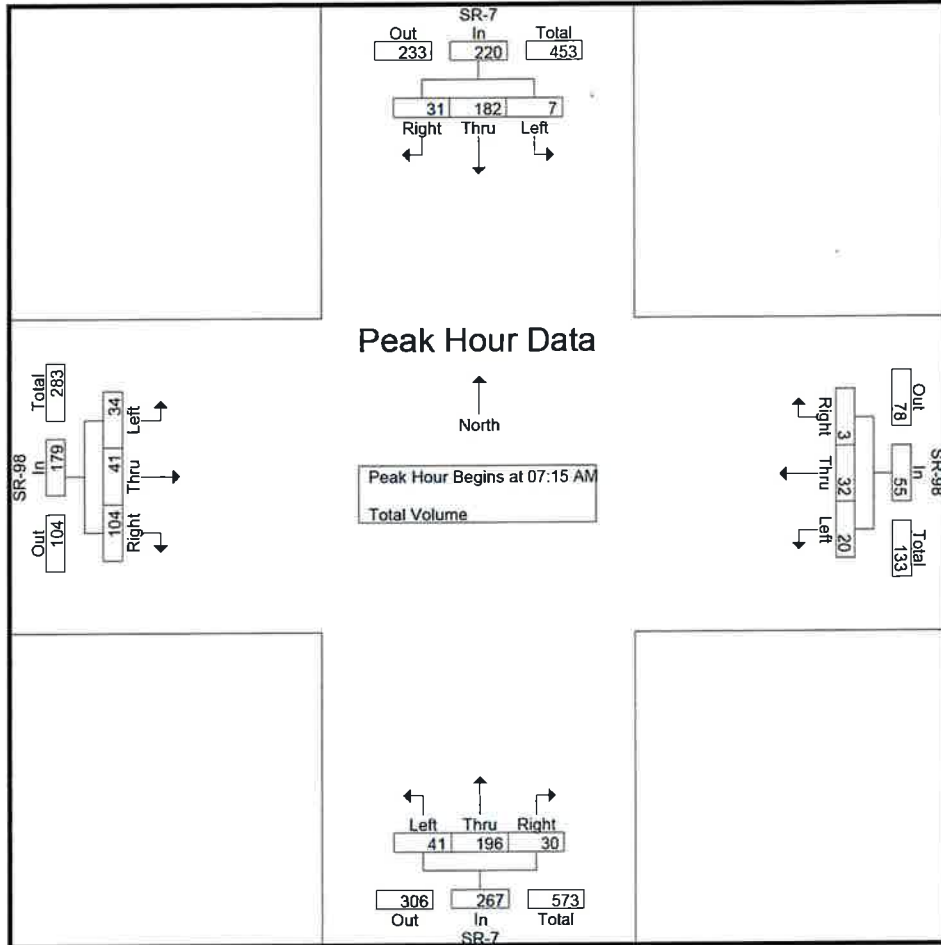 SR-7
Out In Total
233 220 453
31 182 7
Right Thru Left
Peak Hour Data
North
Peak Hour Begins at 07:15 AM
Total Volume
SR-98
Total In Out
283 179 104
34 41 104
Left Thru Right
SR-98
Out In Total
78 55 133
3 32 20
Right Thru Left
Left Thru Right
41 196 30
306 267 573
Out In Total
SR-7